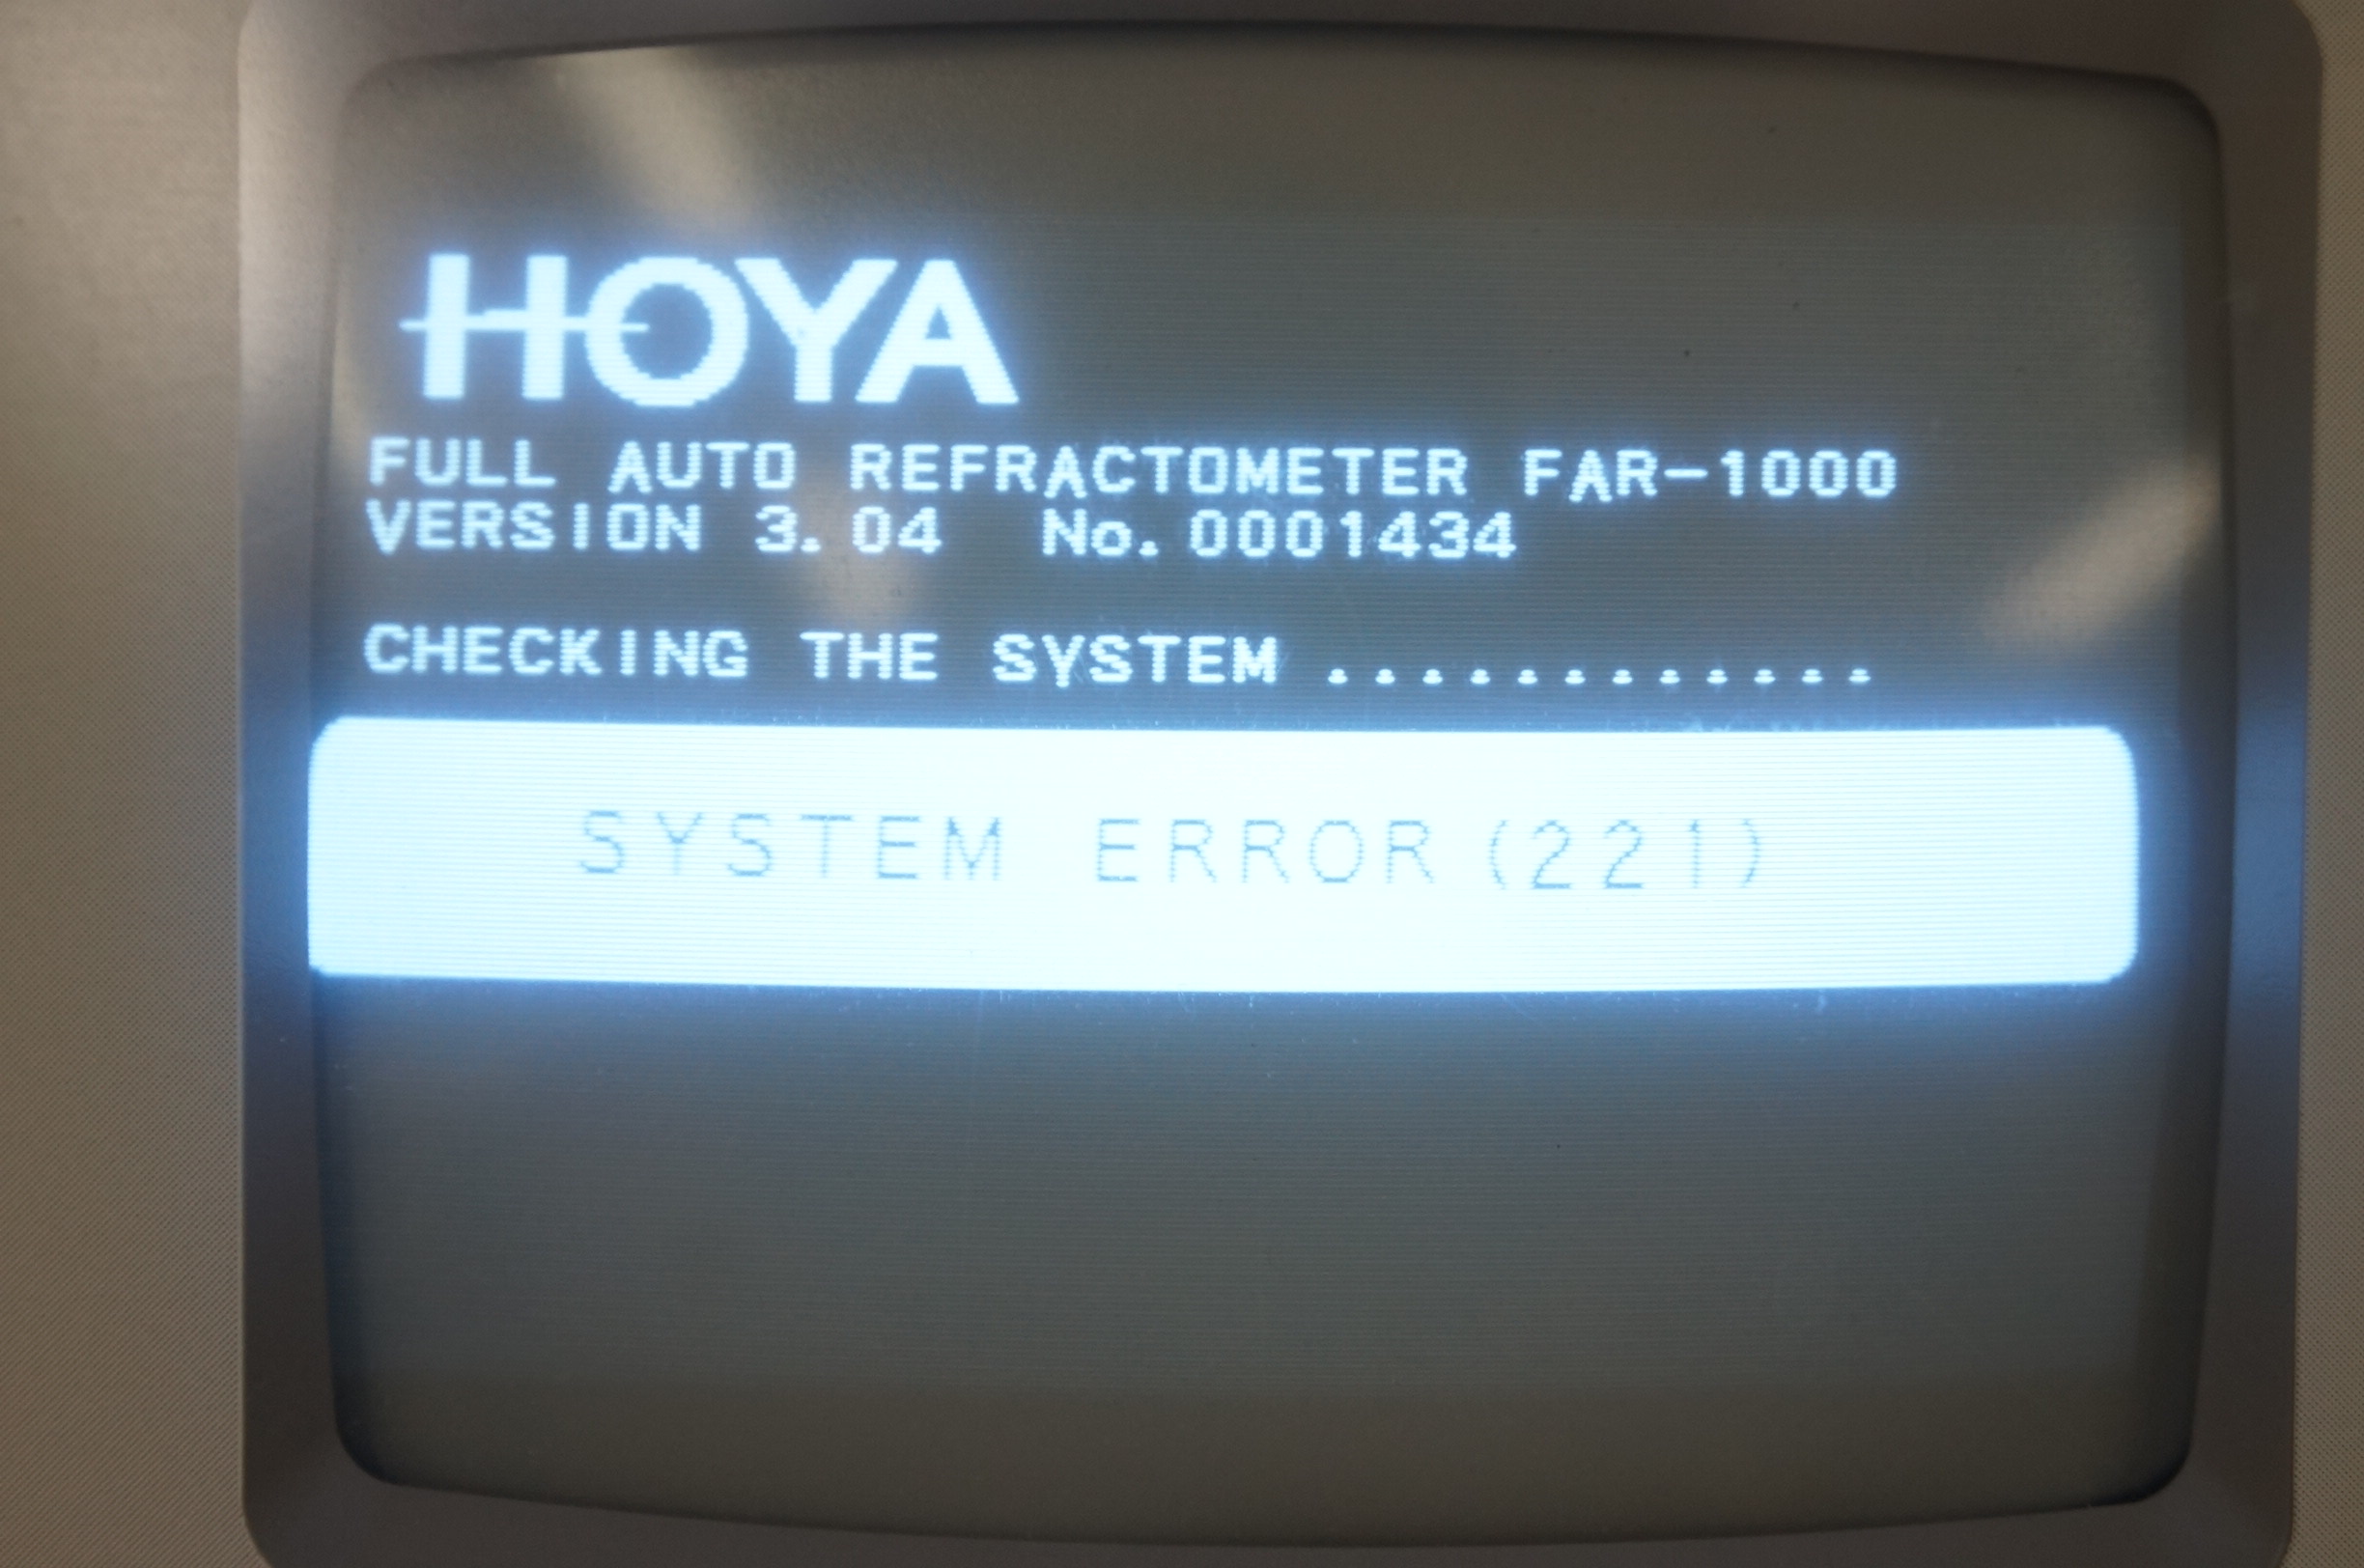 HOYA
FULL AUTO REFRACTOMETER FAR-1000
VERSION 3.04 No.0001434
CHECKING THE SYSTEM ............
SYSTEM ERROR(221)